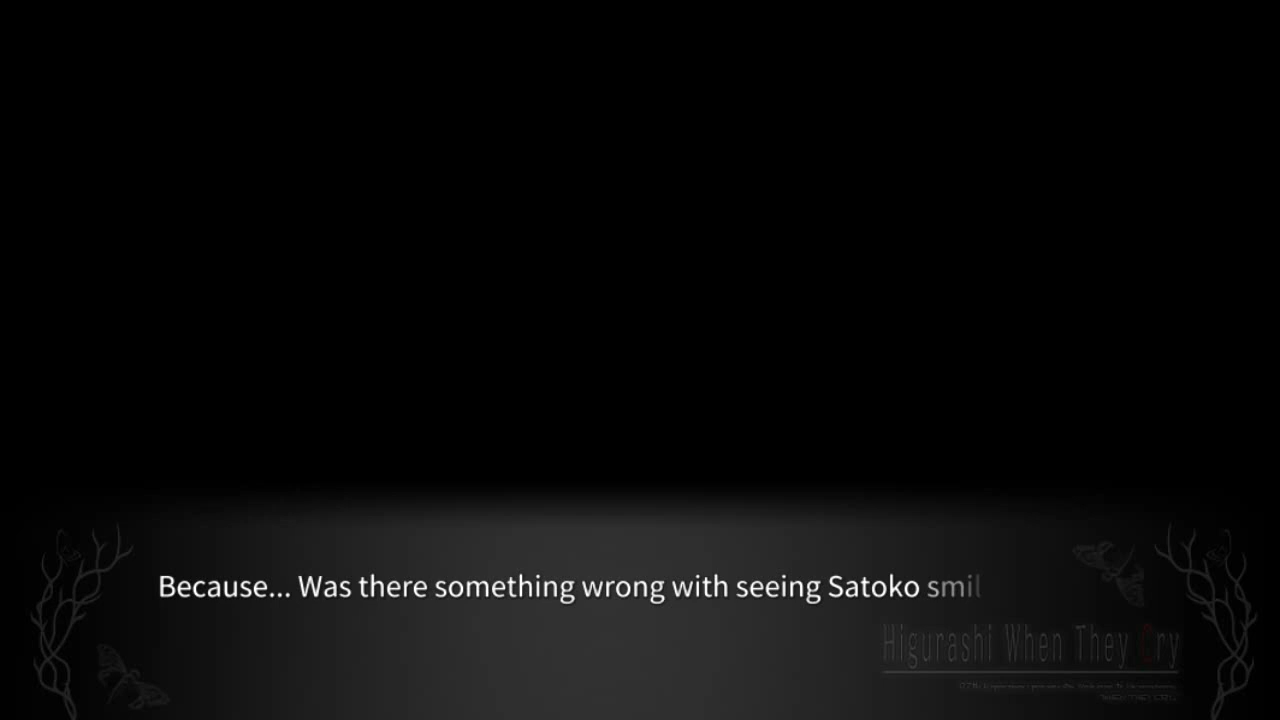 Because... Was there something wrong with seeing Satoko smil
Higurashi When They Cry